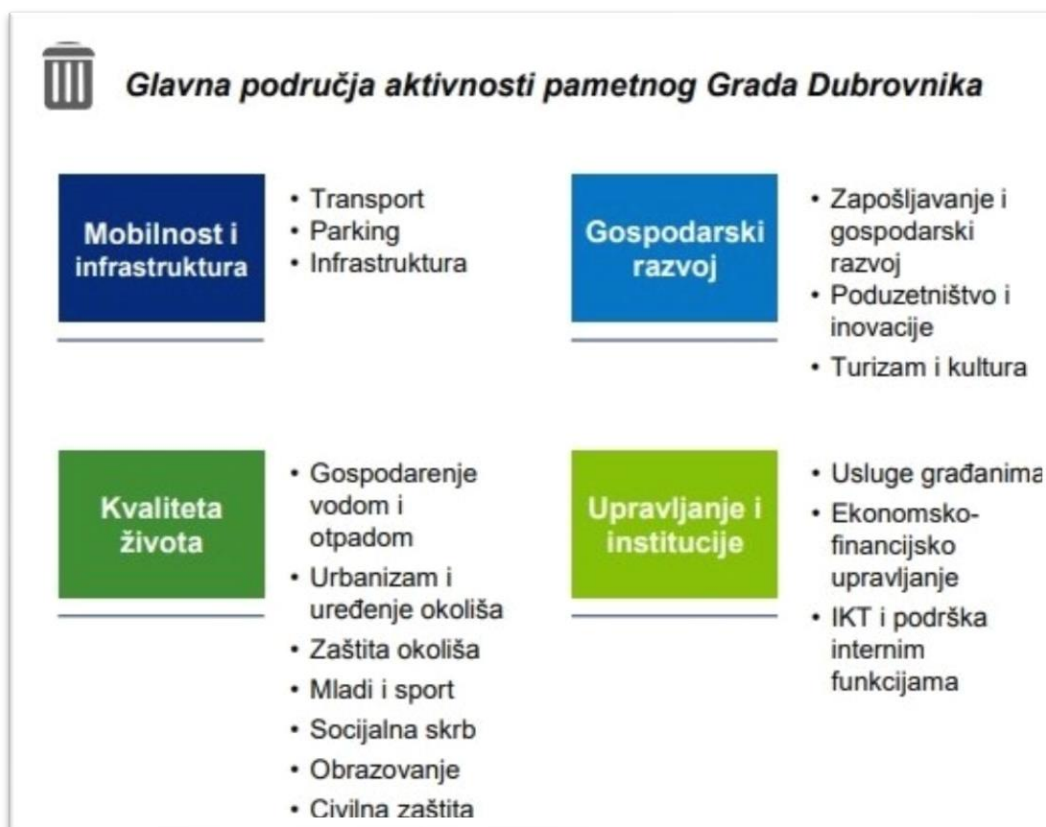 Glavna područja aktivnosti pametnog Grada Dubrovnika
Mobilnost i
infrastruktura
• Transport
• Parking
• Infrastruktura
Gospodarski
razvoj
• Zapošljavanje i
gospodarski
razvoj
• Poduzetništvo i
inovacije
• Turizam i kultura
Kvaliteta
života
• Gospodarenje
vodom i
otpadom
• Urbanizam i
uređenje okoliša
• Zaštita okoliša
• Mladi i sport
• Socijalna skrb
• Obrazovanje
• Civilna zaštita
Upravljanje i
institucije
• Usluge građanima
• Ekonomsko-
financijsko
upravljanje
• IKT i podrška
internim
funkcijama